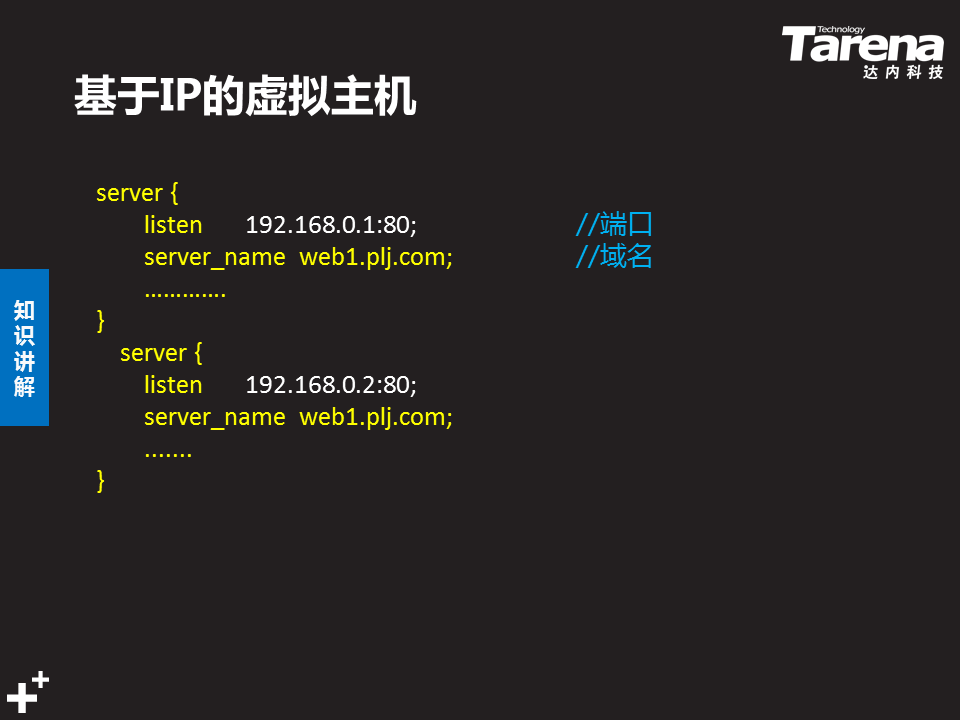 Technology
Tarena
达内科技
基于IP的虚拟主机
server {
listen 192.168.0.1:80; //端口
server_name web1.plj.com; //域名
………….
}
server {
listen 192.168.0.2:80;
server_name web1.plj.com;
.......
}
知识讲解